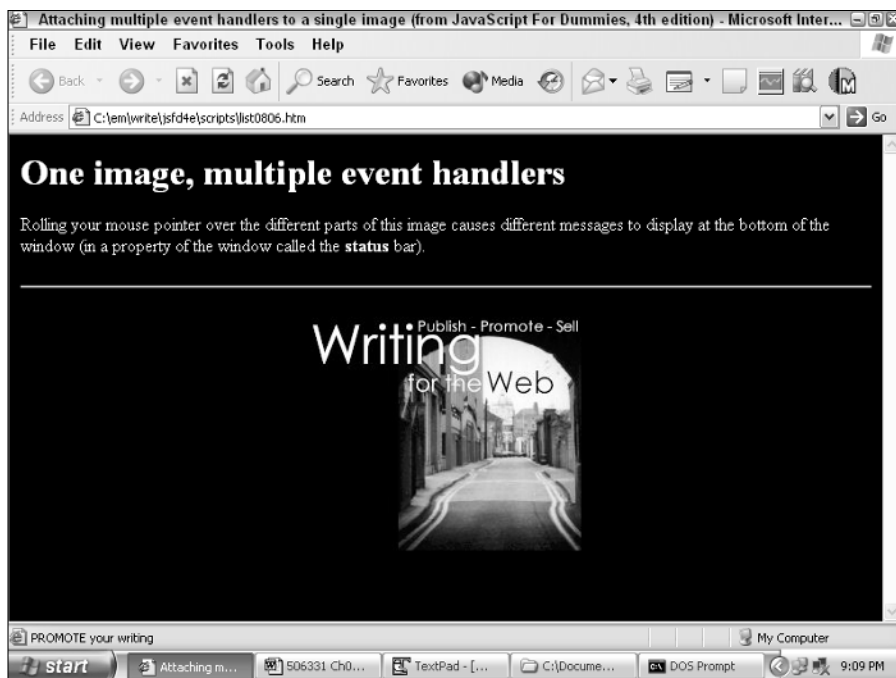 Attaching multiple event handlers to a single image (from JavaScript For Dummies, 4th edition) - Microsoft Inter...
File Edit View Favorites Tools Help
Back Search Favorites Media
Address C:\em\write\jsfd4e\scripts\list0806.htm Go
One image, multiple event handlers
Rolling your mouse pointer over the different parts of this image causes different messages to display at the bottom of the
window (in a property of the window called the status bar).
Publish - Promote - Sell
Writing
for the Web
PROMOTE your writing My Computer
start Attaching m... 506331 Ch0... TextPad - [... C:\Docume... DOS Prompt 9:09 PM